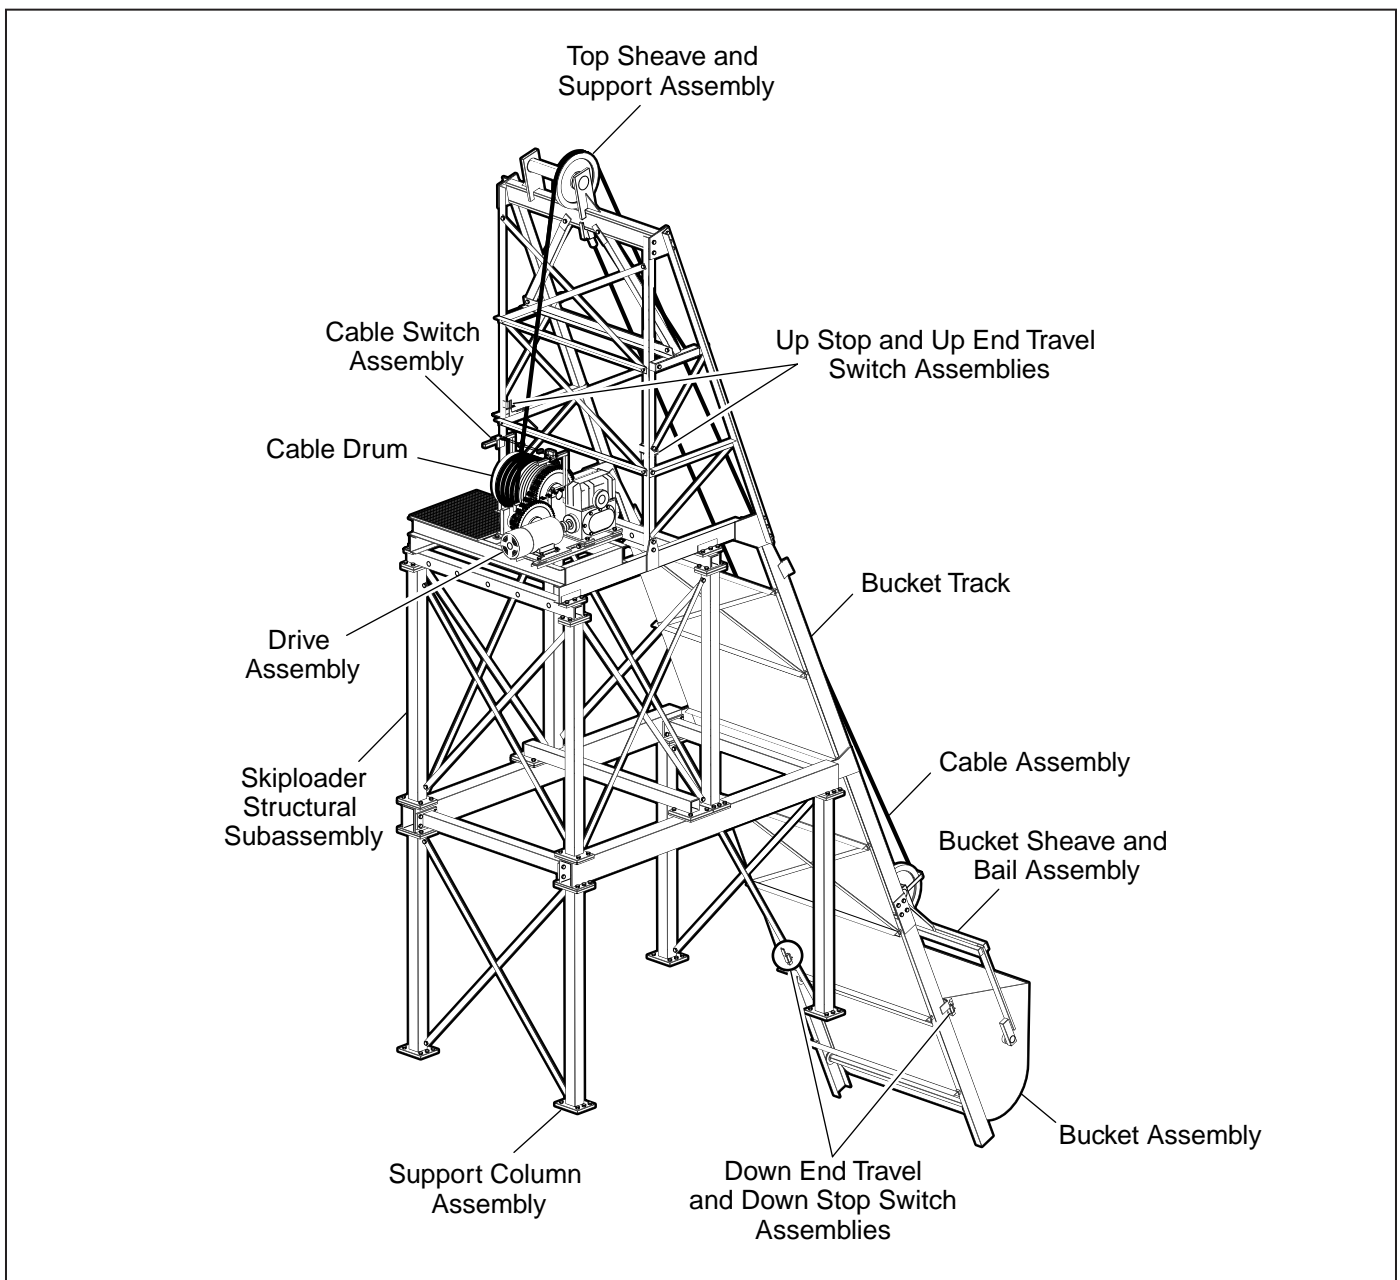 Top Sheave and
Support Assembly
Cable Switch
Assembly
Up Stop and Up End Travel
Switch Assemblies
Cable Drum
Bucket Track
Drive
Assembly
Skiploader
Structural
Subassembly
Cable Assembly
Bucket Sheave and
Bail Assembly
Bucket Assembly
Support Column
Assembly
Down End Travel
and Down Stop Switch
Assemblies